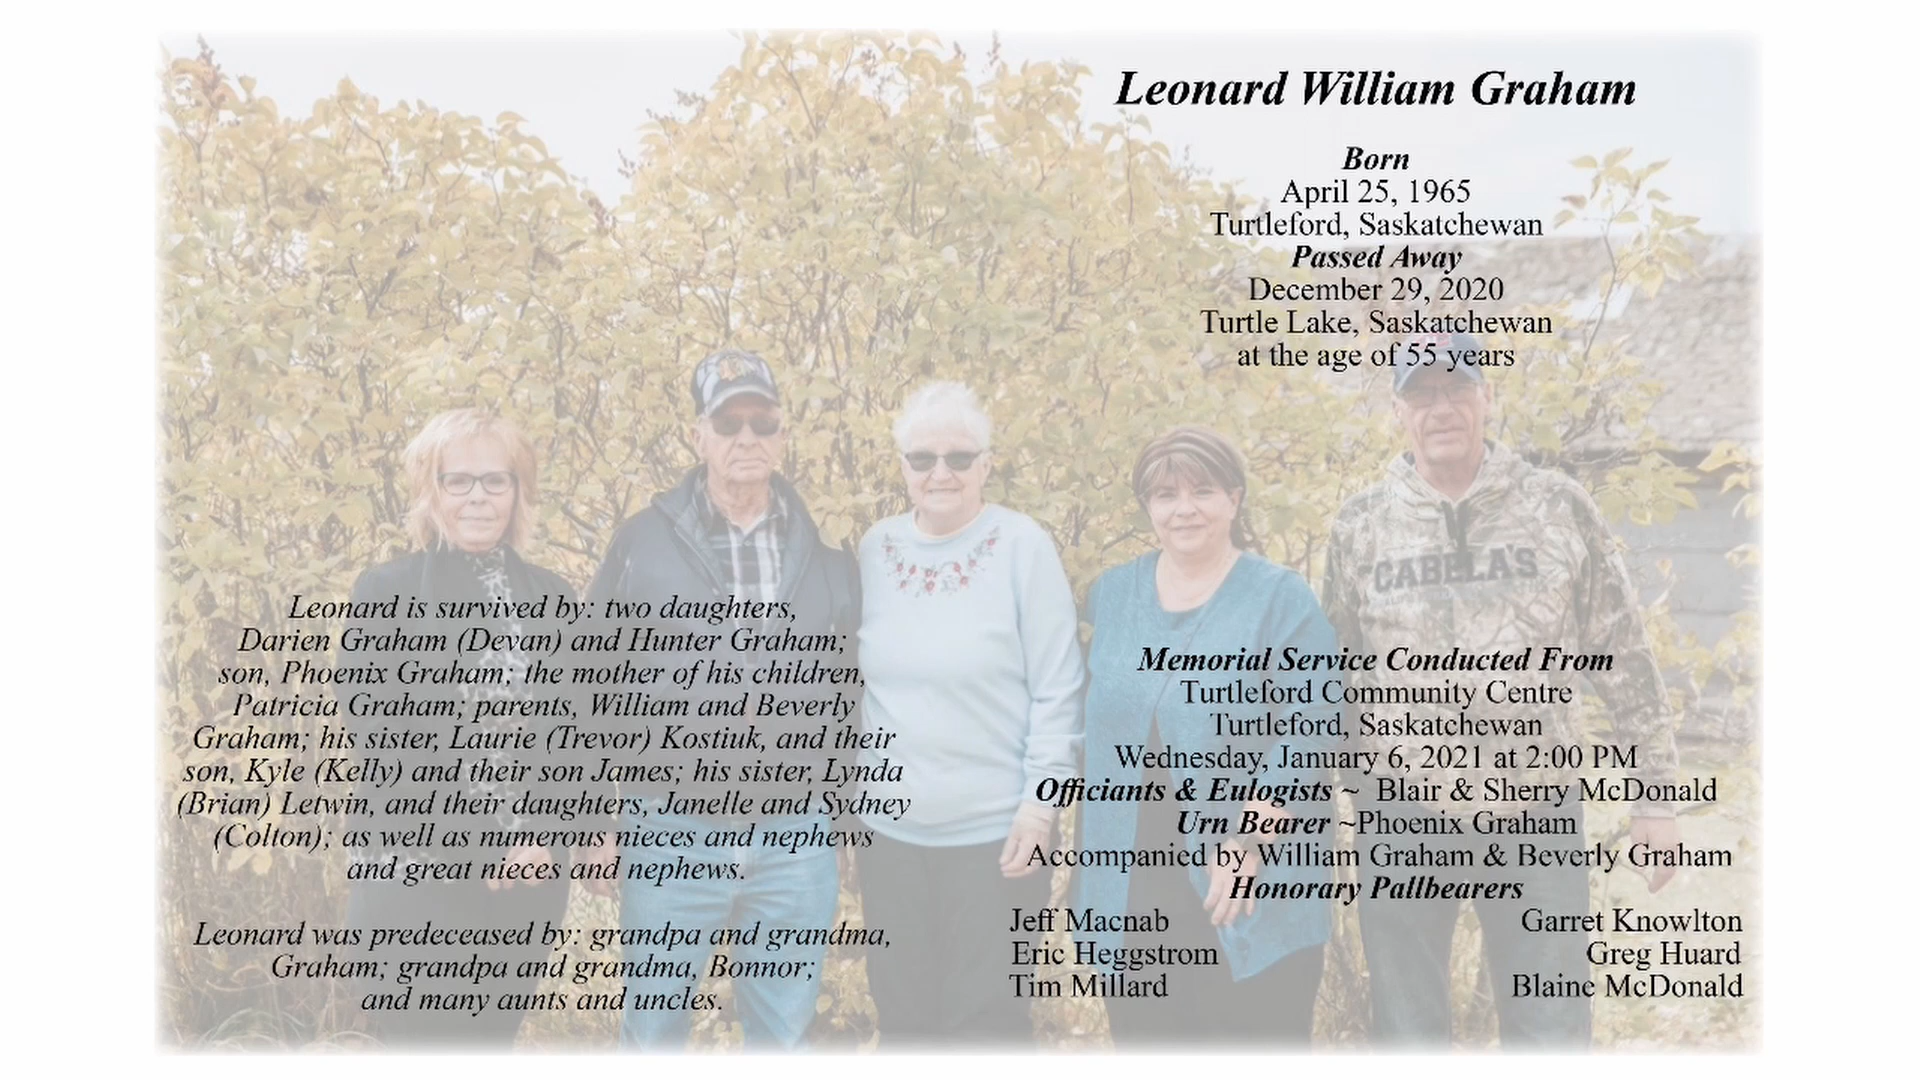 Leonard William Graham
Born
April 25, 1965
Turtleford, Saskatchewan
Passed Away
December 29, 2020
Turtle Lake, Saskatchewan
at the age of 55 years
CABELA'S
Leonard is survived by: two daughters,
Darien Graham (Devan) and Hunter Graham;
son, Phoenix Graham; the mother of his children,
Patricia Graham; parents, William and Beverly
Graham; his sister, Laurie (Trevor) Kostiuk, and their
son, Kyle (Kelly) and their son James; his sister, Lynda
(Brian) Letwin, and their daughters, Janelle and Sydney
(Colton); as well as numerous nieces and nephews
and great nieces and nephews.
Leonard was predeceased by: grandpa and grandma,
Graham; grandpa and grandma, Bonnor;
and many aunts and uncles.
Memorial Service Conducted From
Turtleford Community Centre
Turtleford, Saskatchewan
Wednesday, January 6, 2021 at 2:00 PM
Officiants & Eulogists ~ Blair & Sherry McDonald
Urn Bearer ~Phoenix Graham
Accompanied by William Graham & Beverly Graham
Honorary Pallbearers
Jeff Macnab Garret Knowlton
Eric Heggstrom Greg Huard
Tim Millard Blaine McDonald